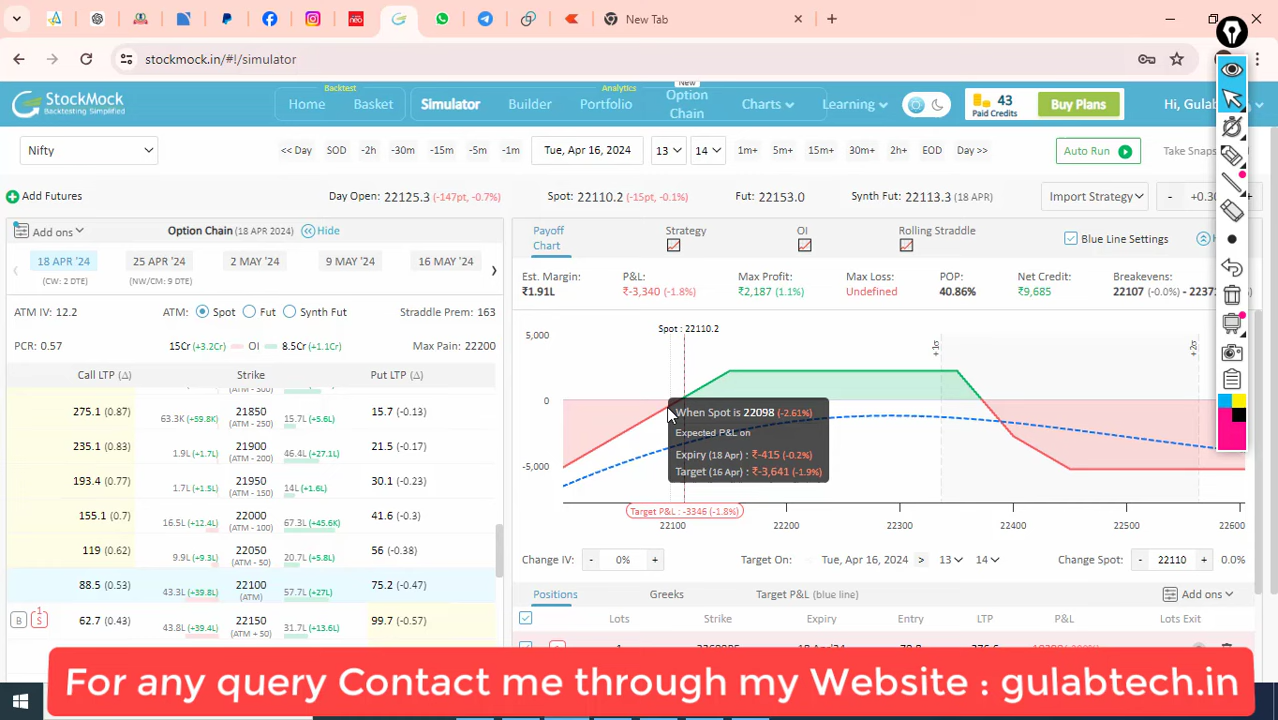 New Tab
stockmock.in/#!/simulator
StockMock
Backtesting Simplified
Backtest
Home
Basket
Simulator
Builder
Analytics
Portfolio
New
Option
Chain
Charts
Learning
43
Paid Credits
Buy Plans
Hi, Gulab
Nifty
<< Day
SOD
-2h
-30m
-15m
-5m
-1m
Tue, Apr 16, 2024
13
14
1m+
5m+
15m+
30m+
2h+
EOD
Day >>
Auto Run
Take Snaps
Add Futures
Day Open: 22125.3 (-147pt, -0.7%)
Spot: 22110.2 (-15pt, -0.1%)
Fut: 22153.0
Synth Fut: 22113.3 (18 APR)
Import Strategy
- +0.30
Add ons
Option Chain (18 APR 2024)
Hide
18 APR '24
(CW: 2 DTE)
25 APR '24
(NW/CM: 9 DTE)
2 MAY '24
9 MAY '24
16 MAY '24
ATM IV: 12.2
ATM:
Spot
Fut
Synth Fut
Straddle Prem: 163
PCR: 0.57
15Cr (+3.2Cr)
OI
8.5Cr (+1.1Cr)
Max Pain: 22200
Call LTP (Δ)
Strike
Put LTP (Δ)
(ATM - 300)
275.1 (0.87) 63.3K (+59.8K) 21850 15.7L (+5.6L) 15.7 (-0.13)
(ATM - 250)
235.1 (0.83) 1.9L (+1.7L) 21900 46.4L (+27.1L) 21.5 (-0.17)
(ATM - 200)
193.4 (0.77) 1.7L (+1.5L) 21950 14L (+1.6L) 30.1 (-0.23)
(ATM - 150)
155.1 (0.7) 16.5L (+12.4L) 22000 67.3L (+45.6K) 41.6 (-0.3)
(ATM - 100)
119 (0.62) 9.9L (+9.3L) 22050 20.7L (+5.8L) 56 (-0.38)
(ATM - 50)
88.5 (0.53) 43.3L (+39.8L) 22100 57.7L (+27L) 75.2 (-0.47)
(ATM)
B 1 S 62.7 (0.43) 43.8L (+39.4L) 22150 31.7L (+13.6L) 99.7 (-0.57)
(ATM + 50)
Payoff
Chart
Strategy
OI
Rolling Straddle
Blue Line Settings
Est. Margin:
₹1.91L
P&L:
₹-3,340 (-1.8%)
Max Profit:
₹2,187 (1.1%)
Max Loss:
Undefined
POP:
40.86%
Net Credit:
₹9,685
Breakevens:
22107 (-0.0%) - 2237
Spot : 22110.2
5,000
0
-5,000
+1σ
+2σ
When Spot is 22098 (-2.61%)
Expected P&L on
Expiry (18 Apr) : ₹-415 (-0.2%)
Target (16 Apr) : ₹-3,641 (-1.9%)
Target P&L : -3346 (-1.8%)
22100
22200
22300
22400
22500
22600
Change IV:
- 0% +
Target On:
Tue, Apr 16, 2024 >
13
14
Change Spot:
- 22110 +
0.0%
Positions
Greeks
Target P&L (blue line)
Add ons
Lots
Strike
Expiry
Entry
LTP
P&L
Lots Exit
For any query Contact me through my Website : gulabtech.in